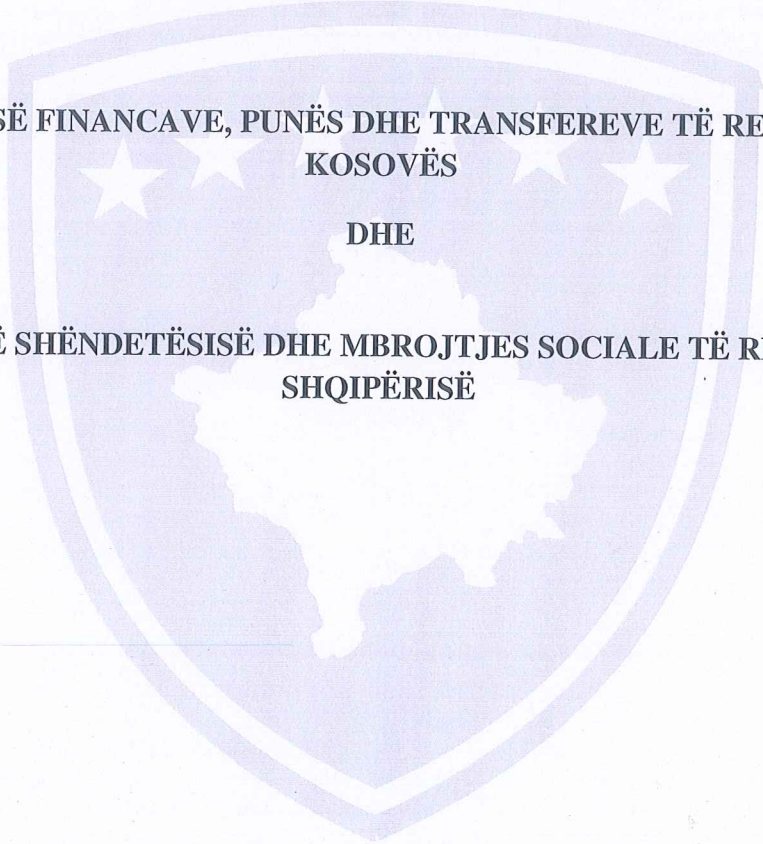 SË FINANCAVE, PUNËS DHE TRANSFEREVE TË RE
KOSOVËS
DHE
Ë SHËNDETËSISË DHE MBROJTJES SOCIALE TË R
SHQIPËRISË